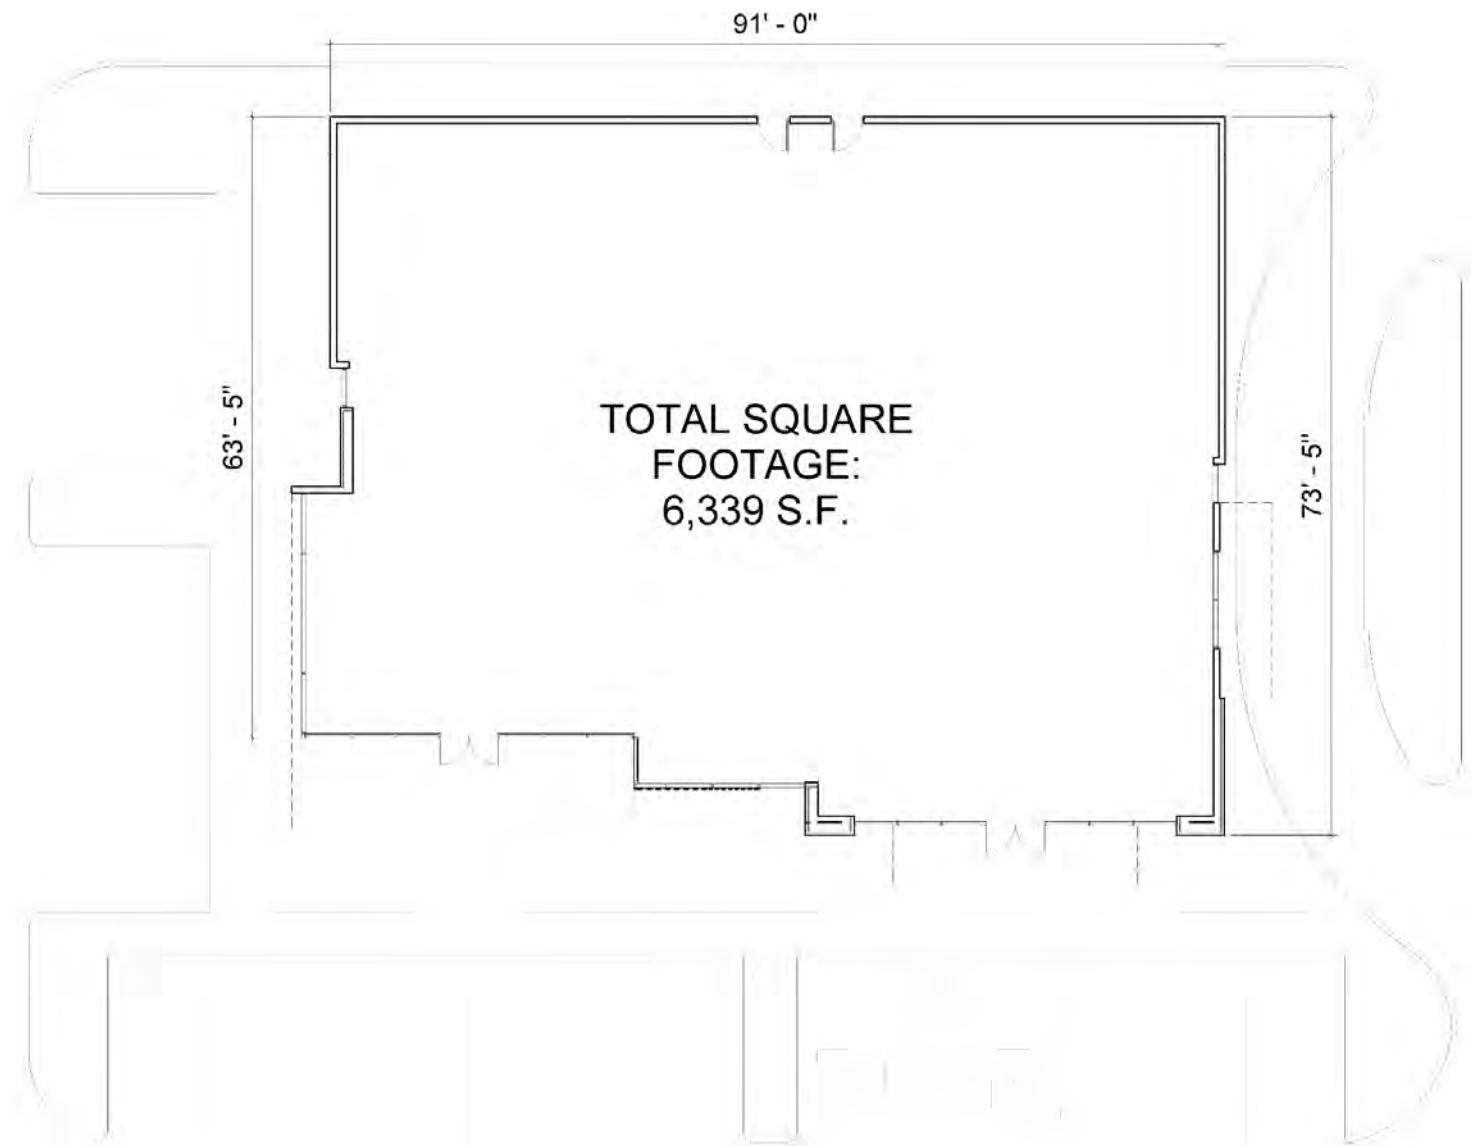 91' - 0"
63' - 5"
TOTAL SQUARE
FOOTAGE:
6,339 S.F.
73' - 5"